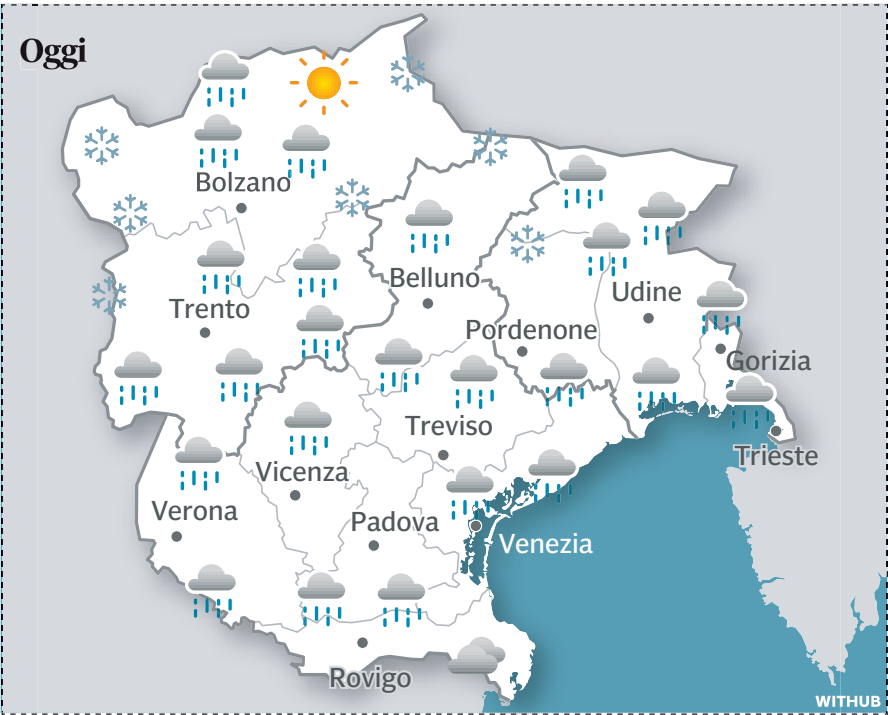 Oggi
Bolzano
Belluno
Trento
Udine
Pordenone
Gorizia
Treviso
Trieste
Vicenza
Verona
Padova
Venezia
Rovigo
WITHUB